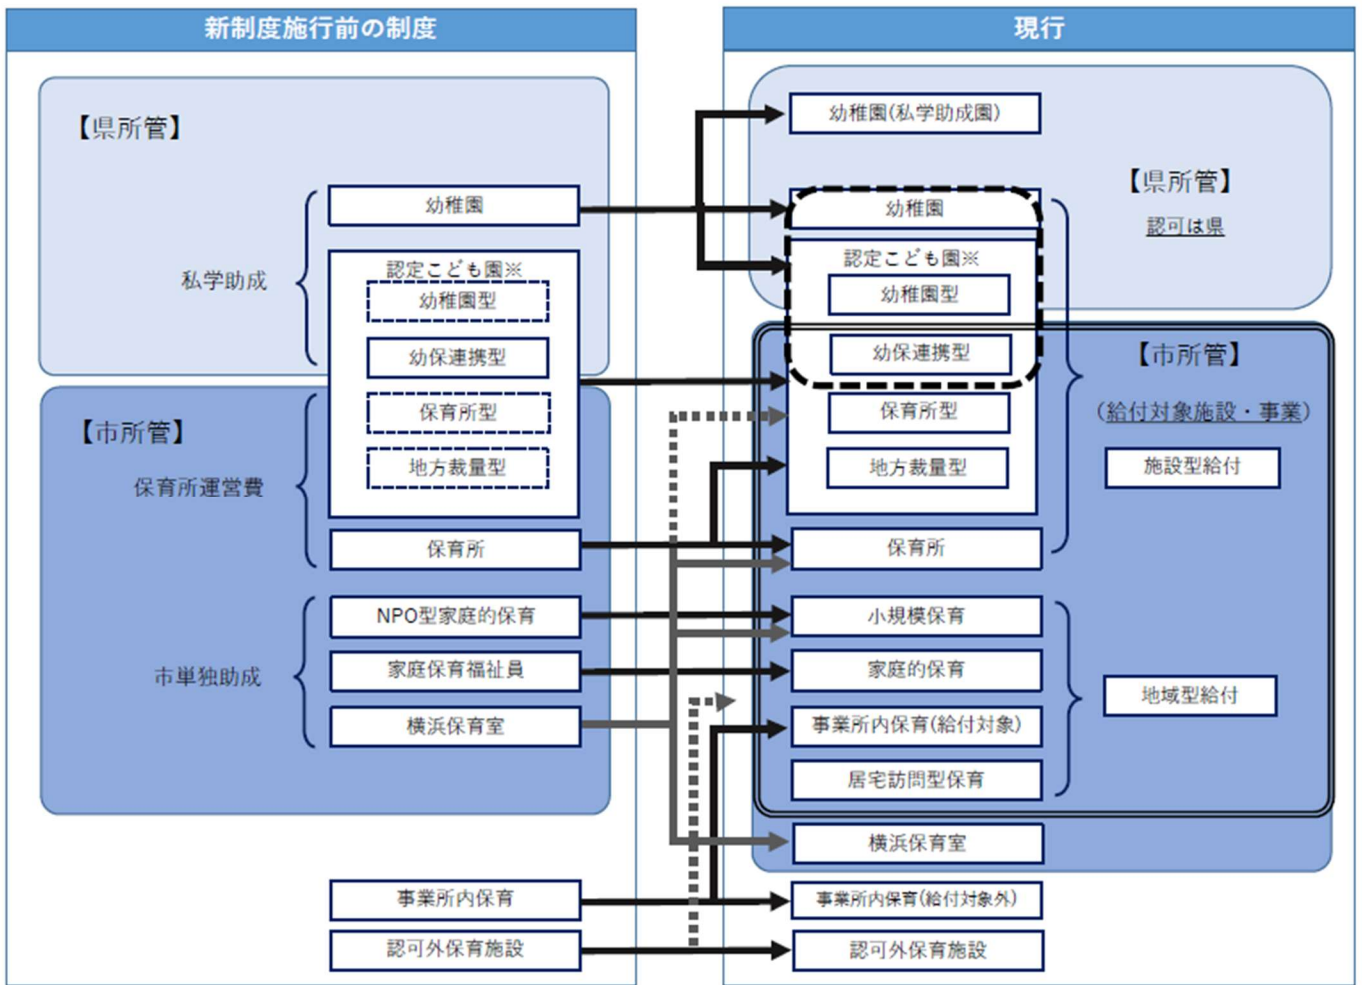 新制度施行前の制度
【県所管】
私学助成
幼稚園
認定こども園※
幼稚園型
幼保連携型
保育所型
地方裁量型
【市所管】
保育所運営費
保育所
市単独助成
NPO型家庭的保育
家庭保育福祉員
横浜保育室
事業所内保育
認可外保育施設
現行
幼稚園(私学助成園)
【県所管】
認可は県
幼稚園
認定こども園※
幼稚園型
幼保連携型
保育所型
地方裁量型
【市所管】
(給付対象施設・事業)
施設型給付
保育所
小規模保育
家庭的保育
事業所内保育(給付対象)
居宅訪問型保育
地域型給付
横浜保育室
事業所内保育(給付対象外)
認可外保育施設